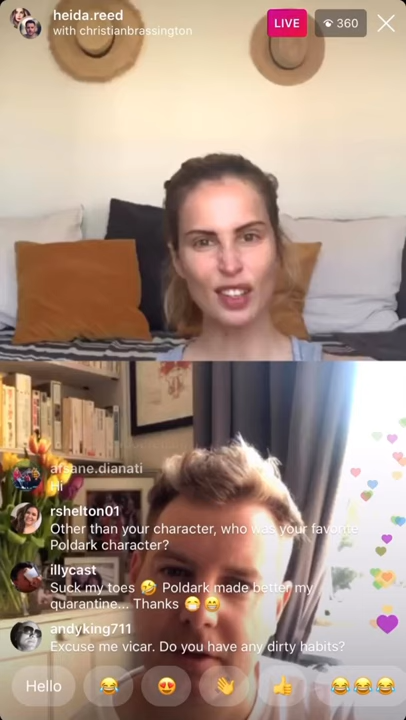 heida.reed
LIVE
360
with christianbrassington
afsane.dianati
Hi
rshelton01
Other than your character, who was your favorite
Poldark character?
illycast
Suck my toes 🤣 Poldark made better my
quarantine... Thanks 😷😁
andyking711
Excuse me vicar. Do you have any dirty habits?
Hello